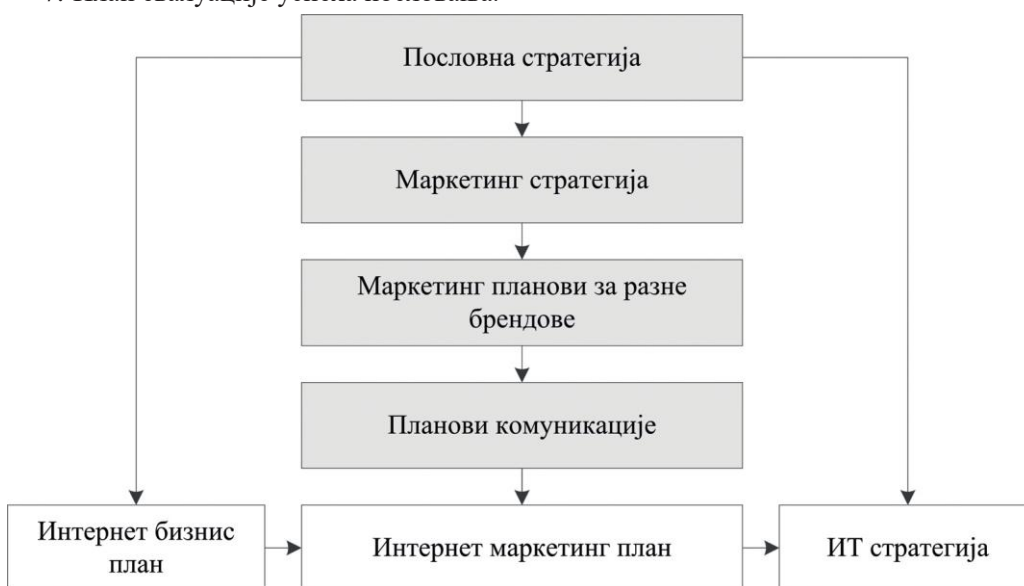 Пословна стратегија
Маркетинг стратегија
Маркетинг планови за разне
брендове
Планови комуникације
Интернет бизнис
план
Интернет маркетинг план
ИТ стратегија